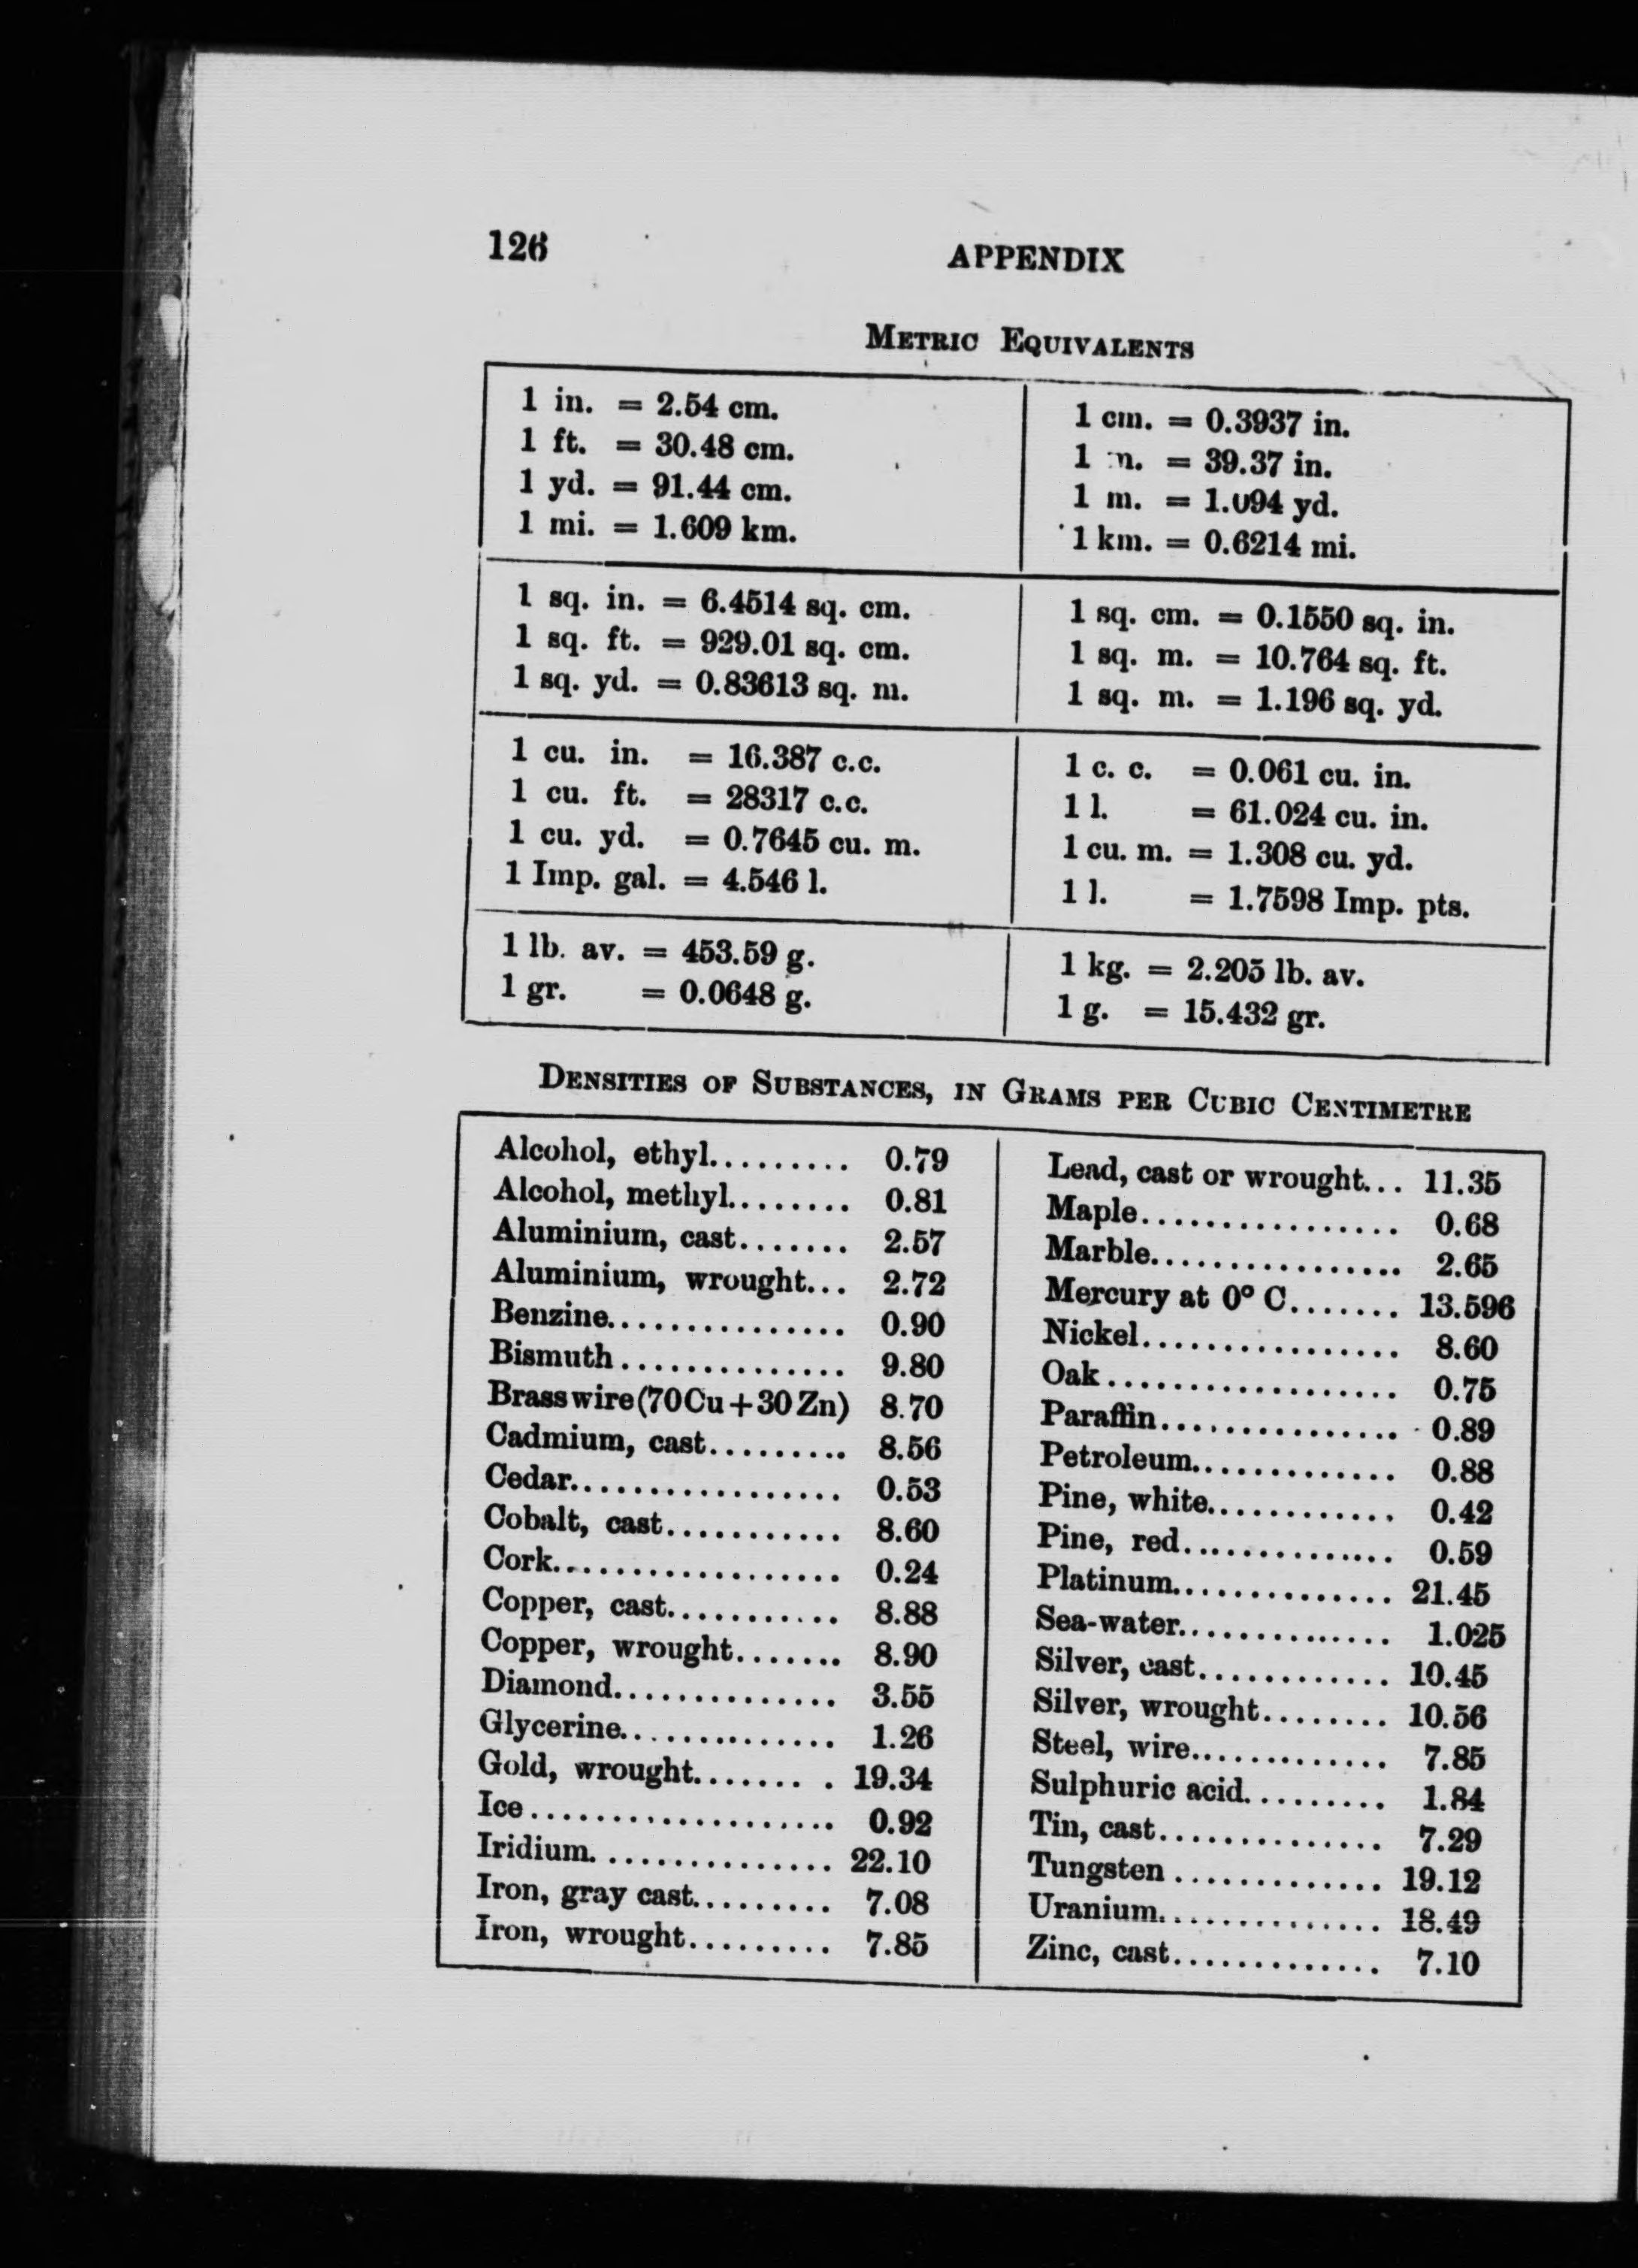 126
APPENDIX
METRIC EQUIVALENTS
1 in. = 2.54 cm.
1 ft. = 30.48 cm.
1 yd. = 91.44 cm.
1 mi. = 1.609 km.
1 cm. = 0.3937 in.
1 m. = 39.37 in.
1 m. = 1.094 yd.
1 km. = 0.6214 mi.
1 sq. in. = 6.4514 sq. cm.
1 sq. ft. = 929.01 sq. cm.
1 sq. yd. = 0.83613 sq. m.
1 sq. cm. = 0.1550 sq. in.
1 sq. m. = 10.764 sq. ft.
1 sq. m. = 1.196 sq. yd.
1 cu. in. = 16.387 c.c.
1 cu. ft. = 28317 c.c.
1 cu. yd. = 0.7645 cu. m.
1 Imp. gal. = 4.546 l.
1 c. c. = 0.061 cu. in.
1 l. = 61.024 cu. in.
1 cu. m. = 1.308 cu. yd.
1 l. = 1.7598 Imp. pts.
1 lb. av. = 453.59 g.
1 gr. = 0.0648 g.
1 kg. = 2.205 lb. av.
1 g. = 15.432 gr.
DENSITIES OF SUBSTANCES, IN GRAMS PER CUBIC CENTIMETRE
Alcohol, ethyl......... 0.79
Alcohol, methyl........ 0.81
Aluminium, cast....... 2.57
Aluminium, wrought... 2.72
Benzine............... 0.90
Bismuth.............. 9.80
Brass wire (70 Cu + 30 Zn) 8.70
Cadmium, cast......... 8.56
Cedar................. 0.53
Cobalt, cast........... 8.60
Cork.................. 0.24
Copper, cast........... 8.88
Copper, wrought....... 8.90
Diamond.............. 3.55
Glycerine.............. 1.26
Gold, wrought........ 19.34
Ice................... 0.92
Iridium............... 22.10
Iron, gray cast......... 7.08
Iron, wrought......... 7.85
Lead, cast or wrought... 11.35
Maple................ 0.68
Marble................ 2.65
Mercury at 0° C....... 13.596
Nickel................ 8.60
Oak.................. 0.75
Paraffin............... 0.89
Petroleum............. 0.88
Pine, white............ 0.42
Pine, red.............. 0.59
Platinum.............. 21.45
Sea-water............. 1.025
Silver, cast............ 10.45
Silver, wrought........ 10.56
Steel, wire............. 7.85
Sulphuric acid......... 1.84
Tin, cast.............. 7.29
Tungsten............. 19.12
Uranium.............. 18.49
Zinc, cast............. 7.10